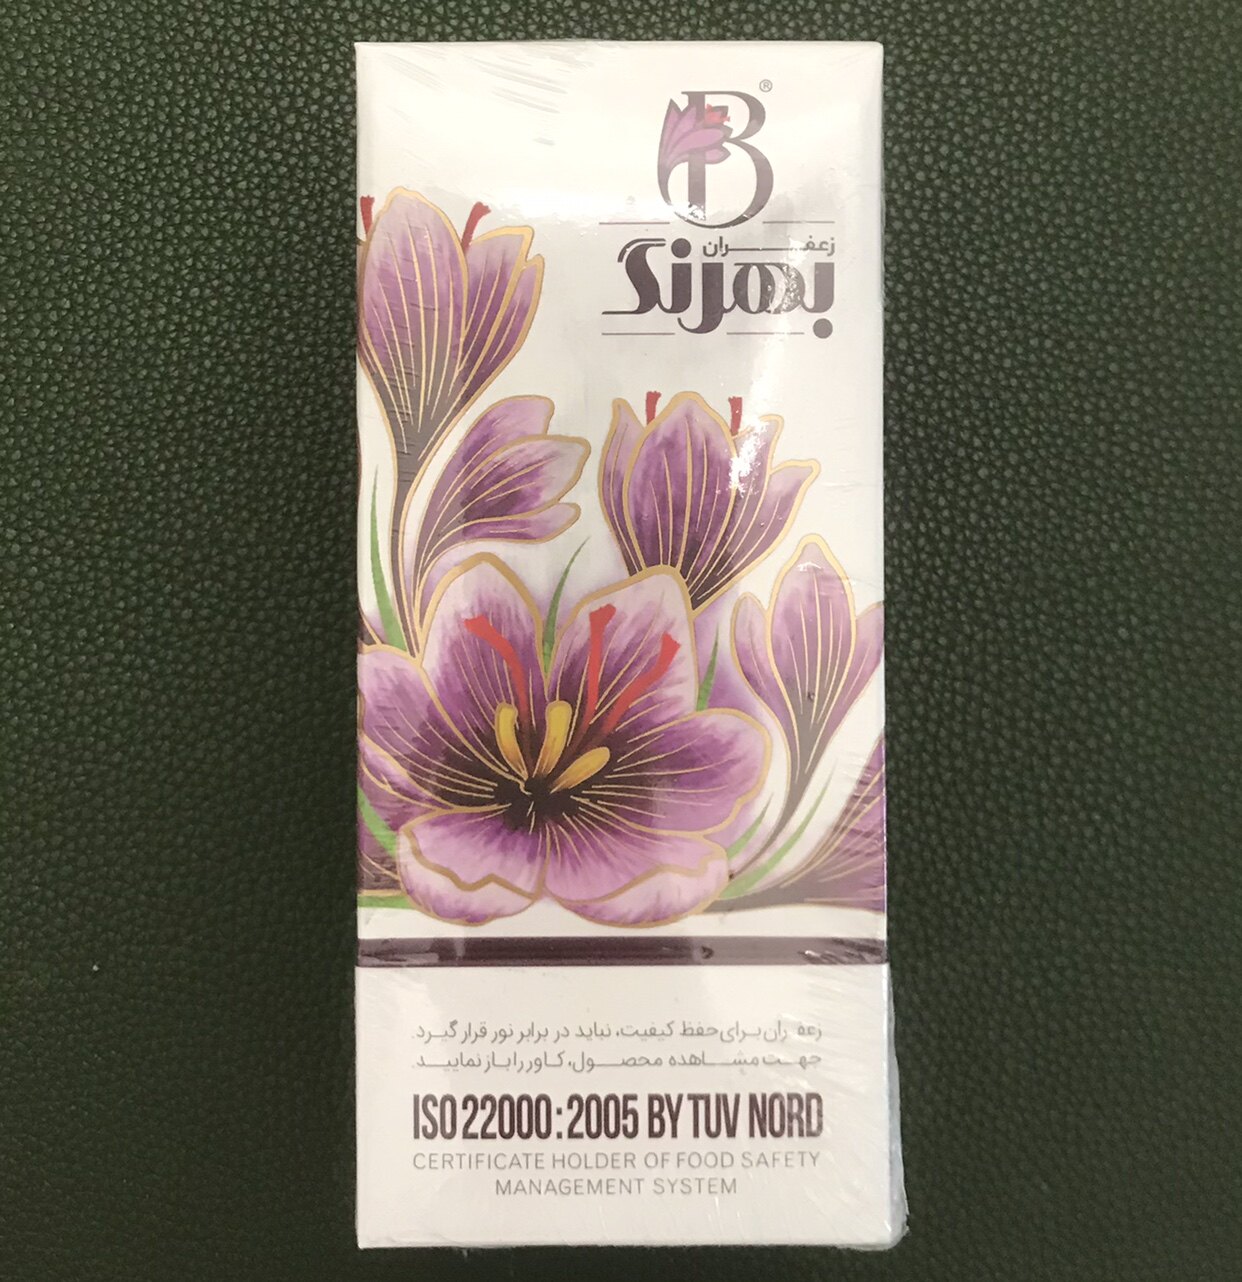 B®
زعفران
بهرنگ
زعفران برای حفظ کیفیت، نباید در برابر نور قرار گیرد.
جهت مشاهده محصول، کاور را باز نمایید.
ISO 22000:2005 BY TUV NORD
CERTIFICATE HOLDER OF FOOD SAFETY
MANAGEMENT SYSTEM